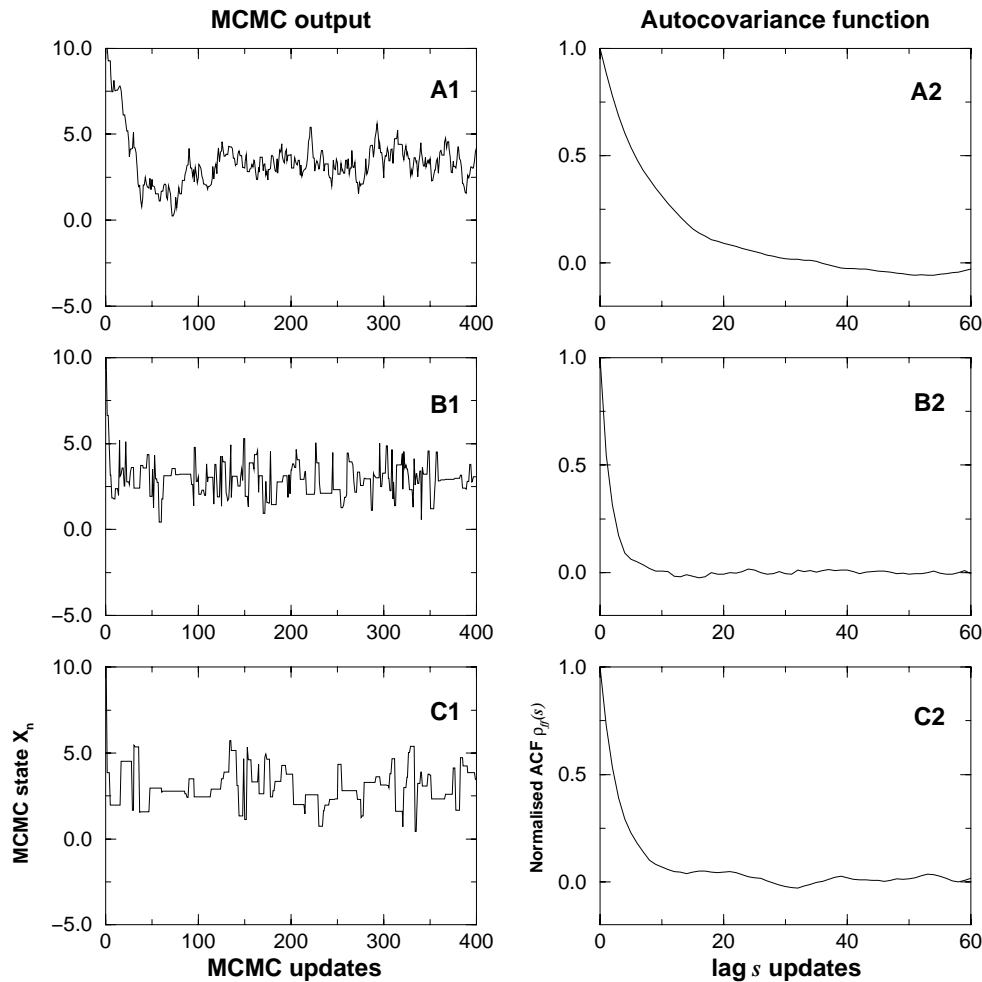 MCMC output
Autocovariance function
10.0
5.0
0.0
−5.0
A1
0 100 200 300 400
1.0
0.5
0.0
A2
0 20 40 60
10.0
5.0
0.0
−5.0
B1
0 100 200 300 400
1.0
0.5
0.0
B2
0 20 40 60
MCMC state Xn
10.0
5.0
0.0
−5.0
C1
0 100 200 300 400
MCMC updates
Normalised ACF ρff(s)
1.0
0.5
0.0
C2
0 20 40 60
lag s updates